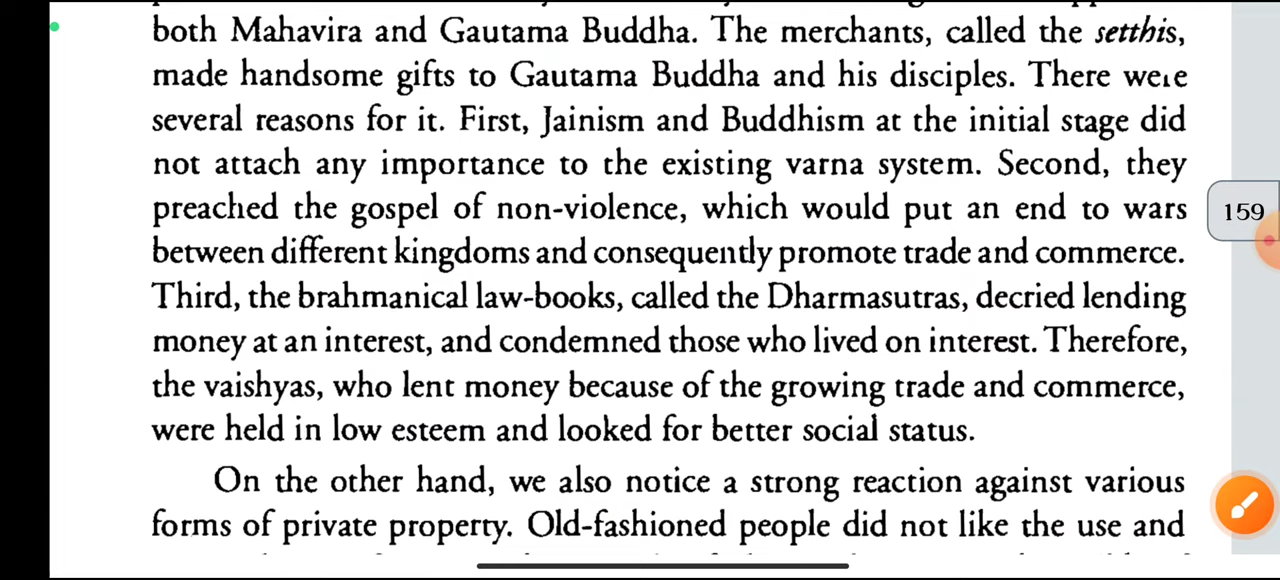 both Mahavira and Gautama Buddha. The merchants, called the setthis,
made handsome gifts to Gautama Buddha and his disciples. There were
several reasons for it. First, Jainism and Buddhism at the initial stage did
not attach any importance to the existing varna system. Second, they
preached the gospel of non-violence, which would put an end to wars
between different kingdoms and consequently promote trade and commerce.
Third, the brahmanical law-books, called the Dharmasutras, decried lending
money at an interest, and condemned those who lived on interest. Therefore,
the vaishyas, who lent money because of the growing trade and commerce,
were held in low esteem and looked for better social status.
On the other hand, we also notice a strong reaction against various
forms of private property. Old-fashioned people did not like the use and
159